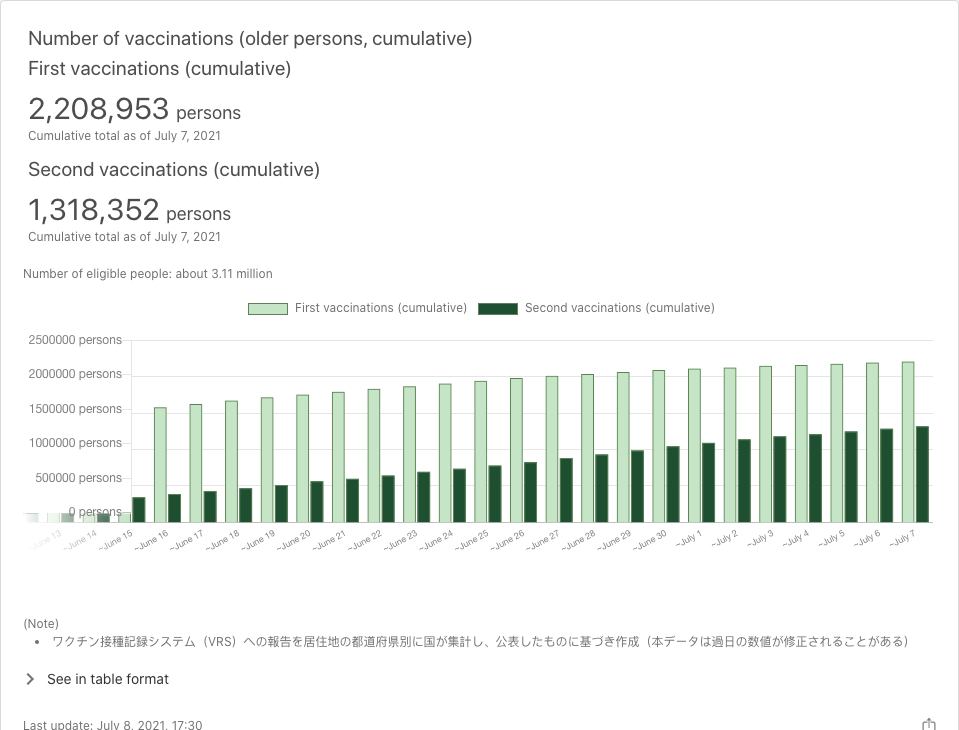 Number of vaccinations (older persons, cumulative)
First vaccinations (cumulative)
2,208,953 persons
Cumulative total as of July 7, 2021
Second vaccinations (cumulative)
1,318,352 persons
Cumulative total as of July 7, 2021
Number of eligible people: about 3.11 million
First vaccinations (cumulative) Second vaccinations (cumulative)
2500000 persons
2000000 persons
1500000 persons
1000000 persons
500000 persons
0 persons
~June 13 ~June 14 ~June 15 ~June 16 ~June 17 ~June 18 ~June 19 ~June 20 ~June 21 ~June 22 ~June 23 ~June 24 ~June 25 ~June 26 ~June 27 ~June 28 ~June 29 ~June 30 ~July 1 ~July 2 ~July 3 ~July 4 ~July 5 ~July 6 ~July 7
(Note)
• ワクチン接種記録システム（VRS）への報告を居住地の都道府県別に国が集計し、公表したものに基づき作成（本データは過日の数値が修正されることがある）
See in table format
Last update: July 8, 2021, 17:30